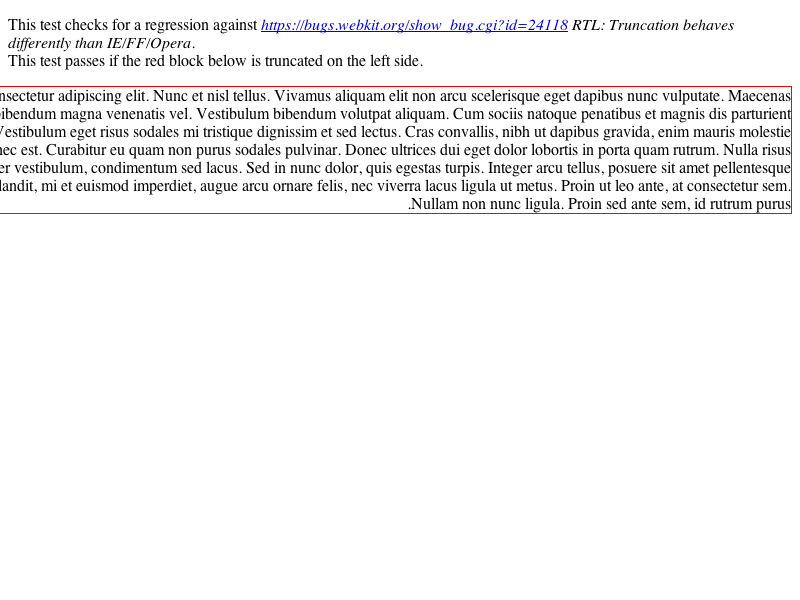 This test checks for a regression against https://bugs.webkit.org/show_bug.cgi?id=24118 RTL: Truncation behaves
differently than IE/FF/Opera.
This test passes if the red block below is truncated on the left side.
adipiscing elit. Nunc et nisl tellus. Vivamus aliquam elit non arcu scelerisque eget dapibus nunc vulputate. Maecenas
magna venenatis vel. Vestibulum bibendum volutpat aliquam. Cum sociis natoque penatibus et magnis dis parturient
Vestibulum eget risus sodales mi tristique dignissim et sed lectus. Cras convallis, nibh ut dapibus gravida, enim mauris molestie
nec est. Curabitur eu quam non purus sodales pulvinar. Donec ultrices dui eget dolor lobortis in porta quam rutrum. Nulla risus
vestibulum, condimentum sed lacus. Sed in nunc dolor, quis egestas turpis. Integer arcu tellus, posuere sit amet pellentesque
mi et euismod imperdiet, augue arcu ornare felis, nec viverra lacus ligula ut metus. Proin ut leo ante, at consectetur sem.
.Nullam non nunc ligula. Proin sed ante sem, id rutrum purus